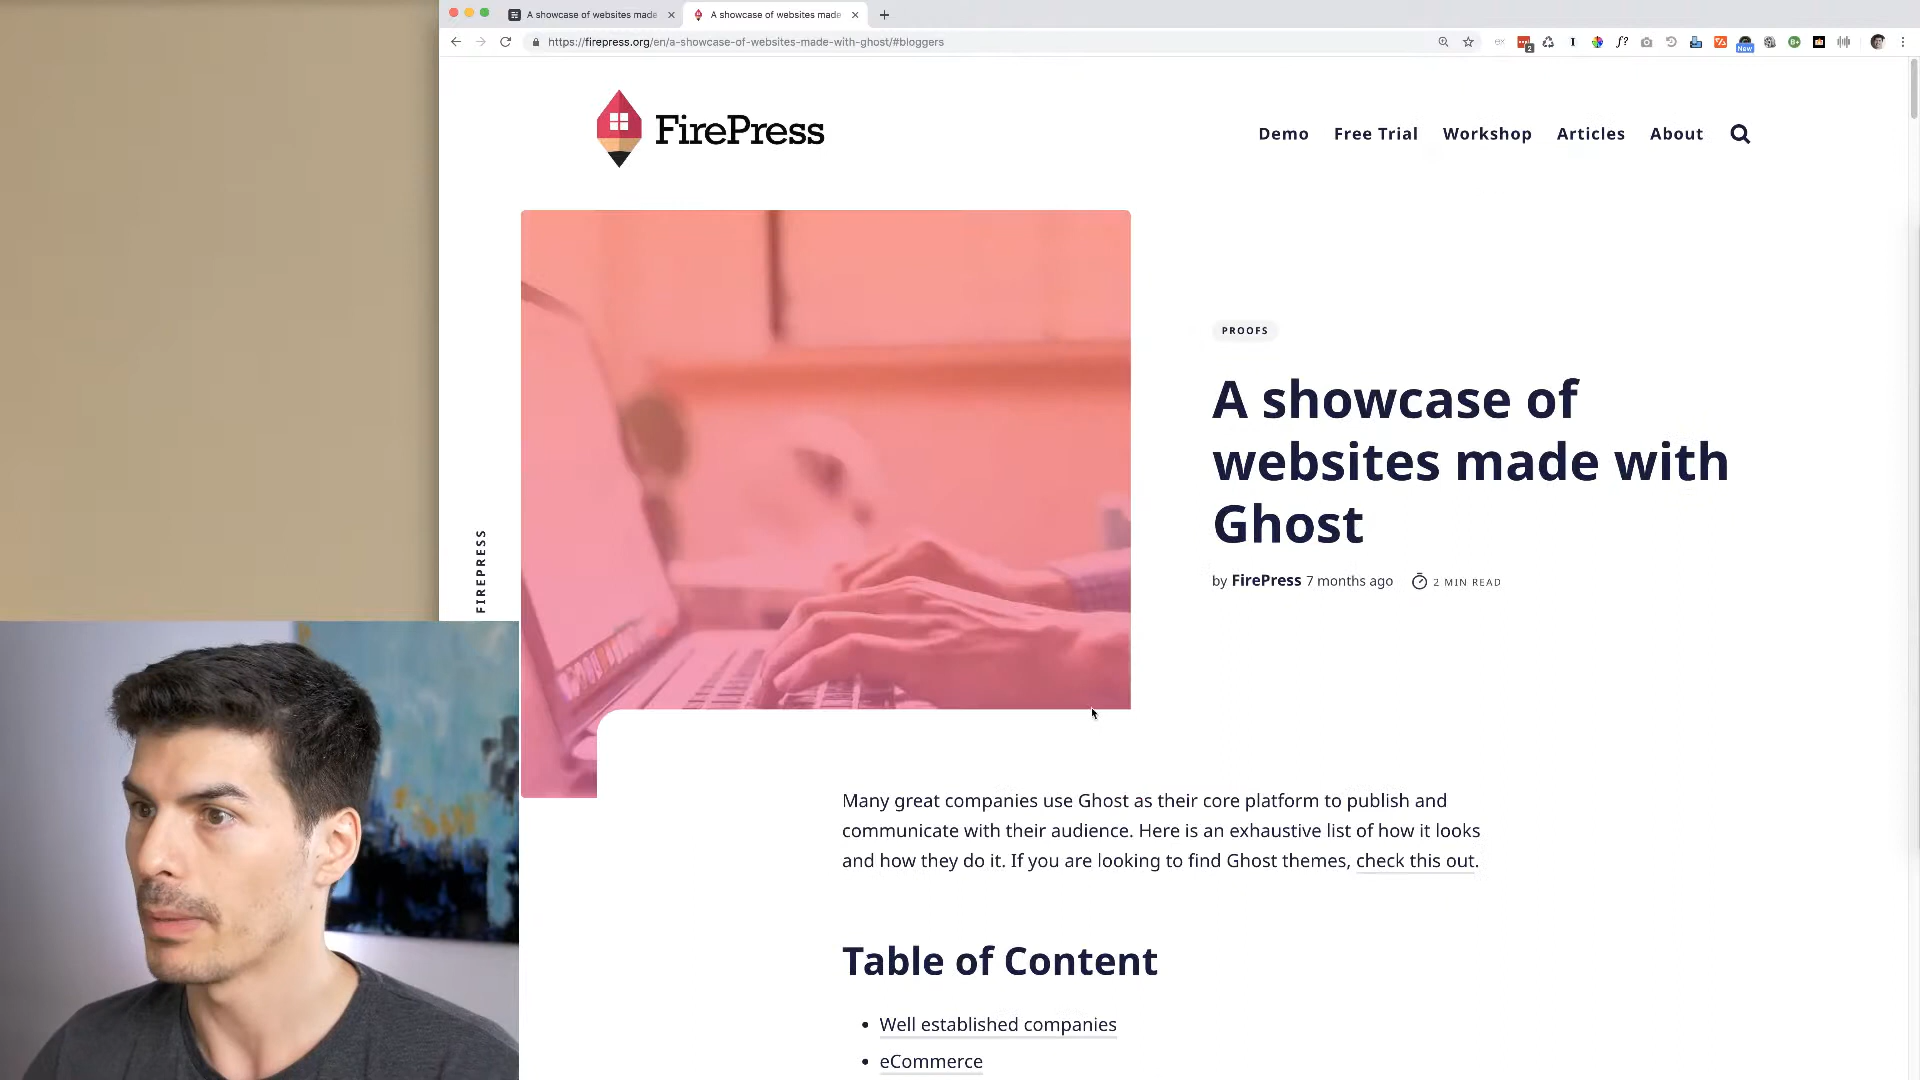 A showcase of websites made
A showcase of websites made
https://firepress.org/en/a-showcase-of-websites-made-with-ghost/#bloggers
2
New
FirePress
Demo
Free Trial
Workshop
Articles
About
PROOFS
A showcase of
websites made with
Ghost
by FirePress 7 months ago
2 MIN READ
FIREPRESS
Many great companies use Ghost as their core platform to publish and
communicate with their audience. Here is an exhaustive list of how it looks
and how they do it. If you are looking to find Ghost themes, check this out.
Table of Content
• Well established companies
• eCommerce